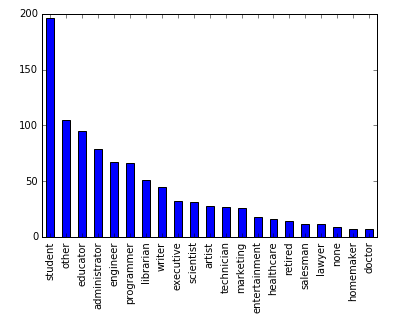 200
150
100
50
0
student
other
educator
administrator
engineer
programmer
librarian
writer
executive
scientist
artist
technician
marketing
entertainment
healthcare
retired
salesman
lawyer
none
homemaker
doctor